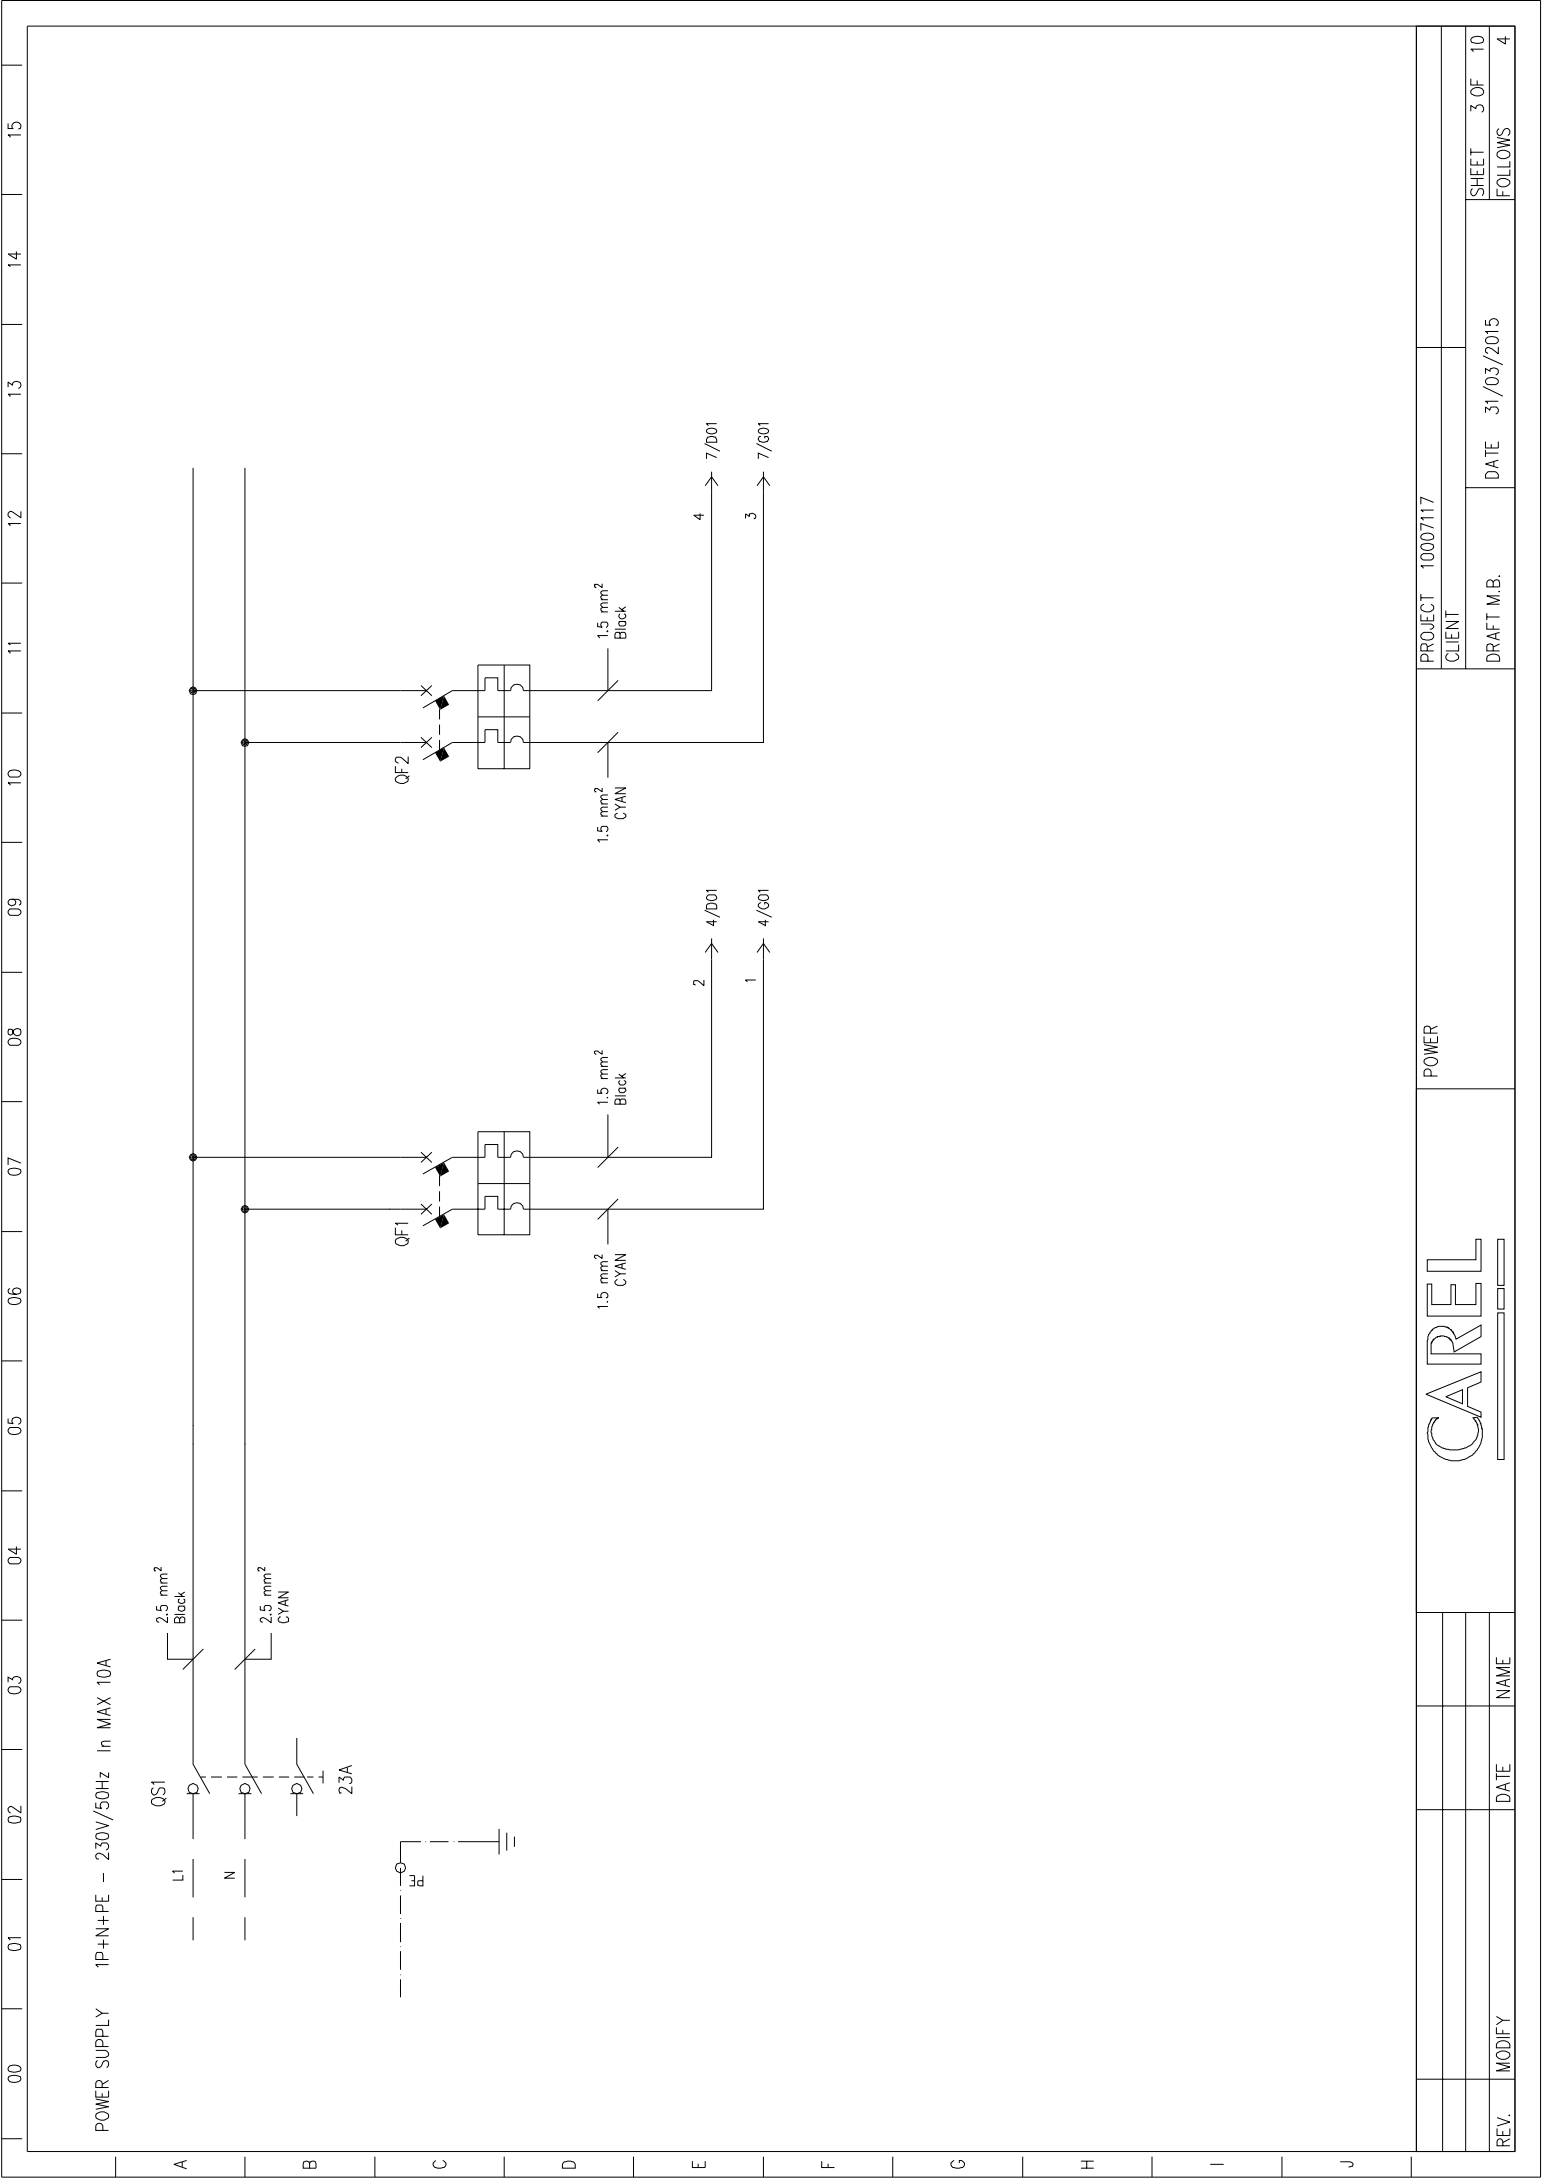 00 01 02 03 04 05 06 07 08 09 10 11 12 13 14 15
A
B
C
D
E
F
G
H
I
J
POWER SUPPLY 1P+N+PE - 230V/50Hz In MAX 10A
QS1
L1
N
23A
PE
2.5 mm²
Black
2.5 mm²
CYAN
QF1
1.5 mm²
CYAN
1.5 mm²
Black
2
4/D01
1
4/G01
QF2
1.5 mm²
CYAN
1.5 mm²
Black
4
7/D01
3
7/G01
REV. MODIFY DATE NAME
CAREL
POWER
PROJECT 10007117
CLIENT
DRAFT M.B.
DATE 31/03/2015
SHEET 3 OF 10
FOLLOWS 4